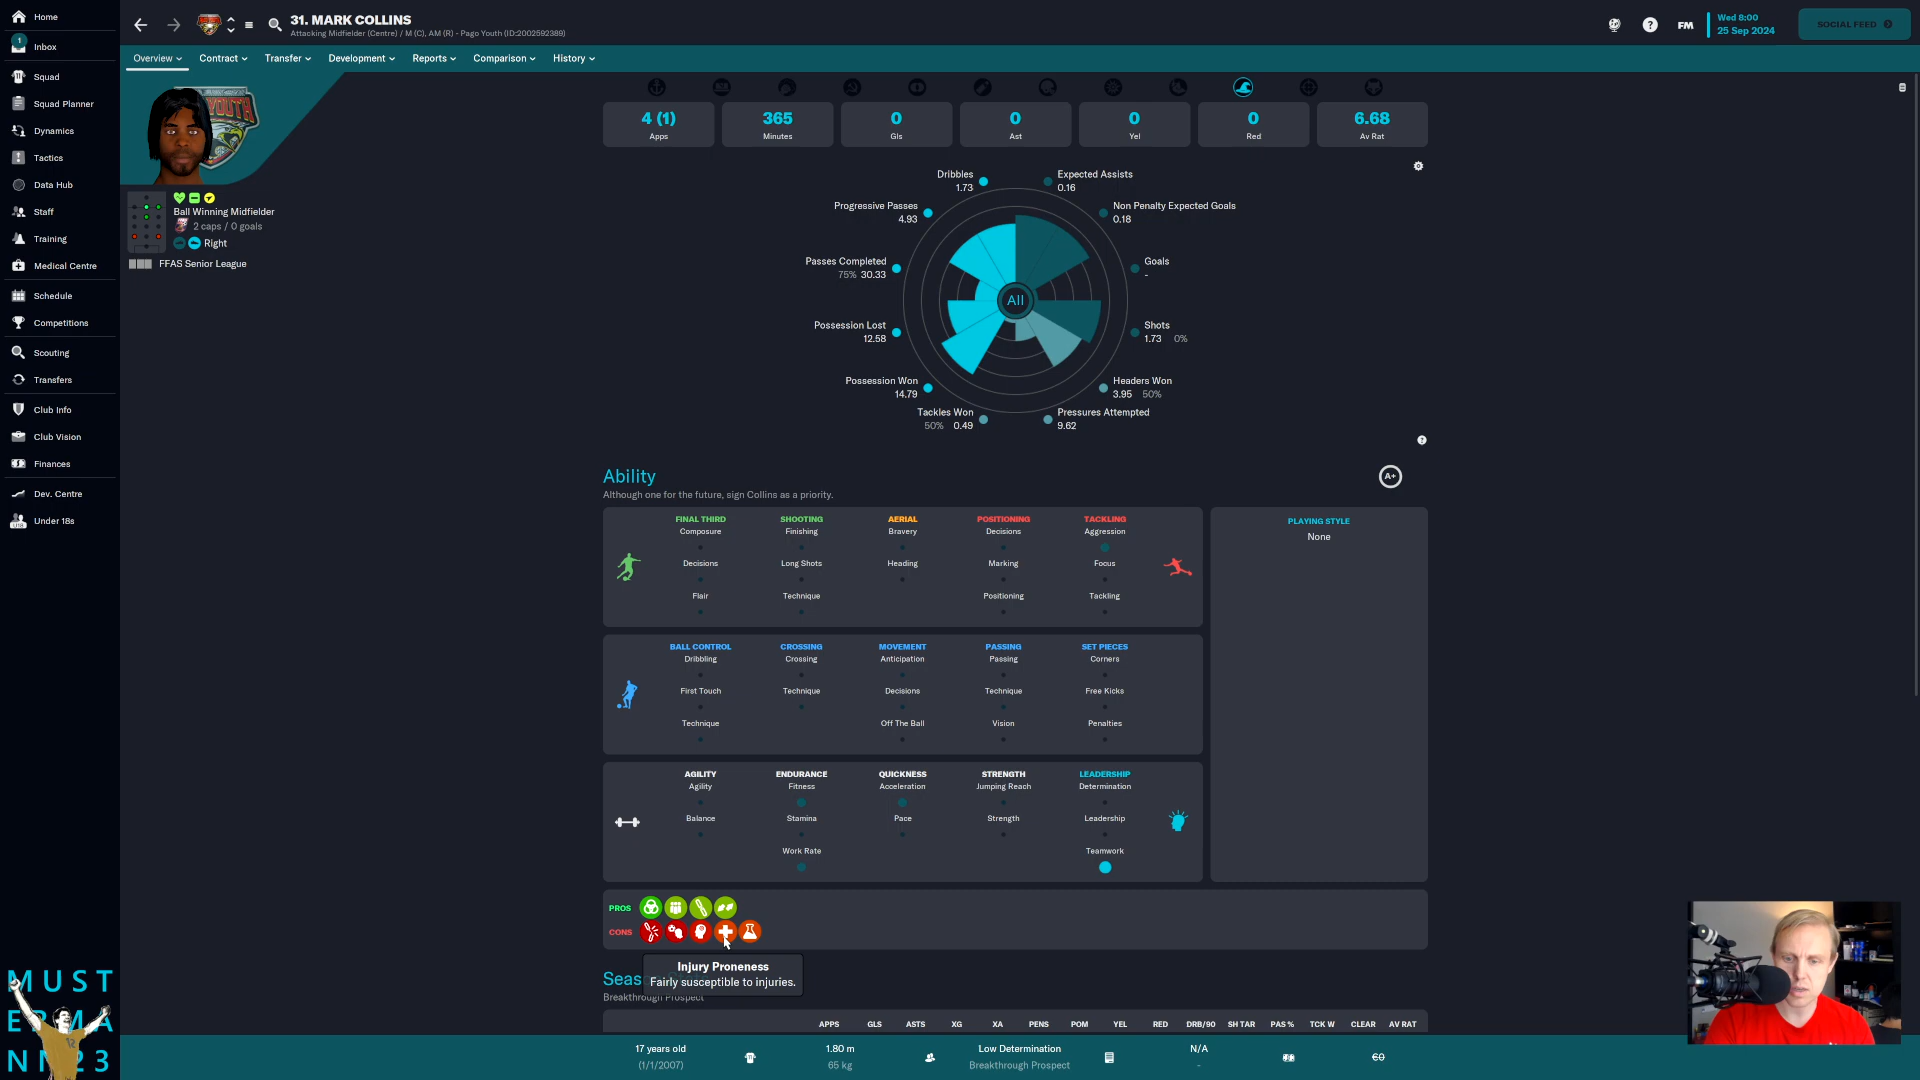 Home
1
Inbox
Squad
Squad Planner
Dynamics
Tactics
Data Hub
Staff
Training
Medical Centre
Schedule
Competitions
Scouting
Transfers
Club Info
Club Vision
Finances
Dev. Centre
Under 18s
MUST
ERMA
NN23
31. MARK COLLINS
Attacking Midfielder (Centre) / M (C), AM (R) - Pago Youth (ID:2002592389)
FM
Wed 8:00
25 Sep 2024
SOCIAL FEED
Overview
Contract
Transfer
Development
Reports
Comparison
History
YOUTH
Ball Winning Midfielder
2 caps / 0 goals
Right
FFAS Senior League
4 (1)
Apps
365
Minutes
0
Gls
0
Ast
0
Yel
0
Red
6.68
Av Rat
Dribbles
1.73
Expected Assists
0.16
Progressive Passes
4.93
Non Penalty Expected Goals
0.18
Passes Completed
75% 30.33
Goals
-
All
Possession Lost
12.58
Shots
1.73 0%
Possession Won
14.79
Headers Won
3.95 50%
Tackles Won
50% 0.49
Pressures Attempted
9.62
Ability
Although one for the future, sign Collins as a priority.
A+
FINAL THIRD
Composure
Decisions
Flair
SHOOTING
Finishing
Long Shots
Technique
AERIAL
Bravery
Heading
POSITIONING
Decisions
Marking
Positioning
TACKLING
Aggression
Focus
Tackling
PLAYING STYLE
None
BALL CONTROL
Dribbling
First Touch
Technique
CROSSING
Crossing
Technique
MOVEMENT
Anticipation
Decisions
Off The Ball
PASSING
Passing
Technique
Vision
SET PIECES
Corners
Free Kicks
Penalties
AGILITY
Agility
Balance
ENDURANCE
Fitness
Stamina
Work Rate
QUICKNESS
Acceleration
Pace
STRENGTH
Jumping Reach
Strength
LEADERSHIP
Determination
Leadership
Teamwork
PROS
CONS
Injury Proneness
Fairly susceptible to injuries.
Seas
Breakthrough Prospect
APPS GLS ASTS XG XA PENS POM YEL RED DRB/90 SH TAR PAS % TCK W CLEAR AV RAT
17 years old
(1/1/2007)
1.80 m
65 kg
Low Determination
Breakthrough Prospect
N/A
-
€0